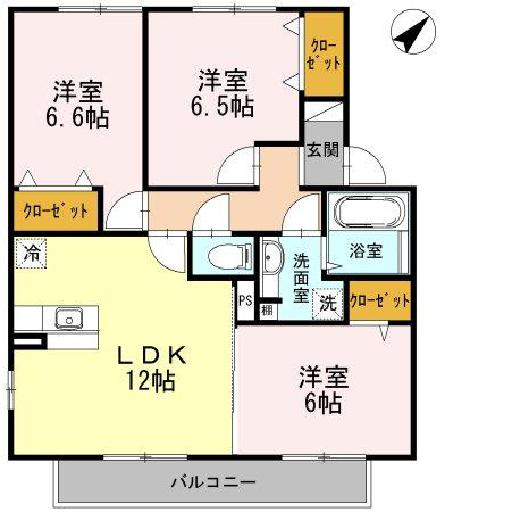 洋室
6.6帖
洋室
6.5帖
クロー
ゼット
玄関
クローゼット
冷
洗面室
浴室
PS
棚
洗
クローゼット
LDK
12帖
洋室
6帖
バルコニー